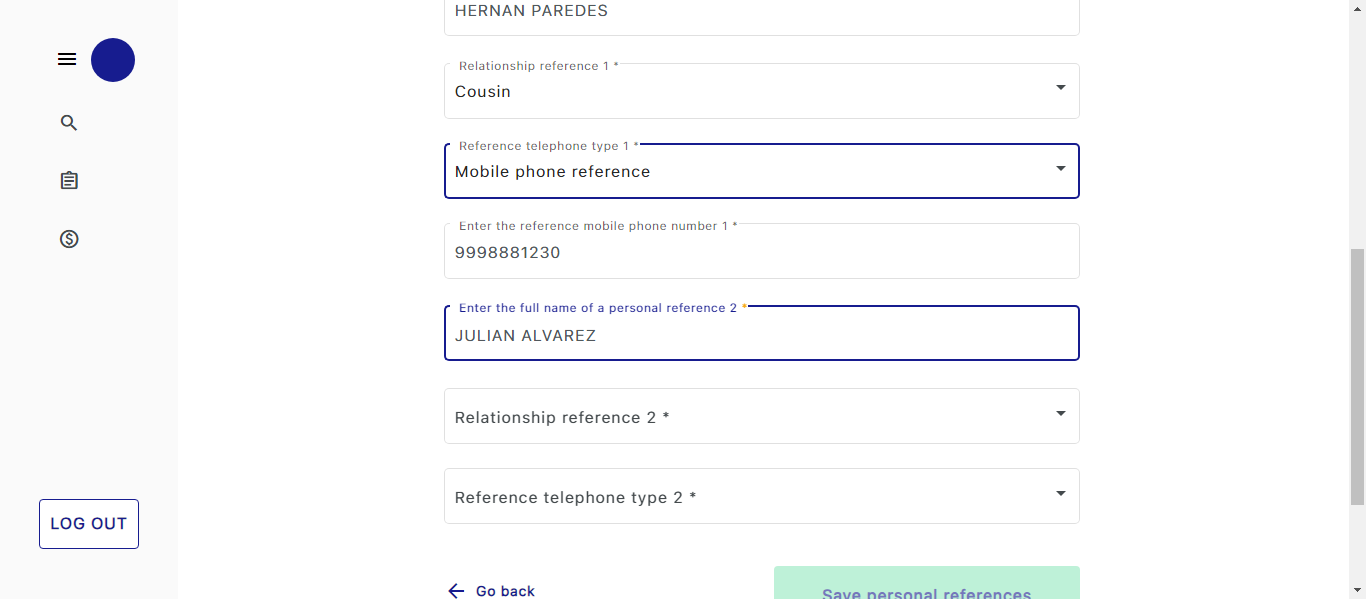 HERNAN PAREDES
Relationship reference 1 *
Cousin
Reference telephone type 1 *
Mobile phone reference
Enter the reference mobile phone number 1 *
9998881230
Enter the full name of a personal reference 2 *
JULIAN ALVAREZ
Relationship reference 2 *
Reference telephone type 2 *
LOG OUT
Go back
Save personal references